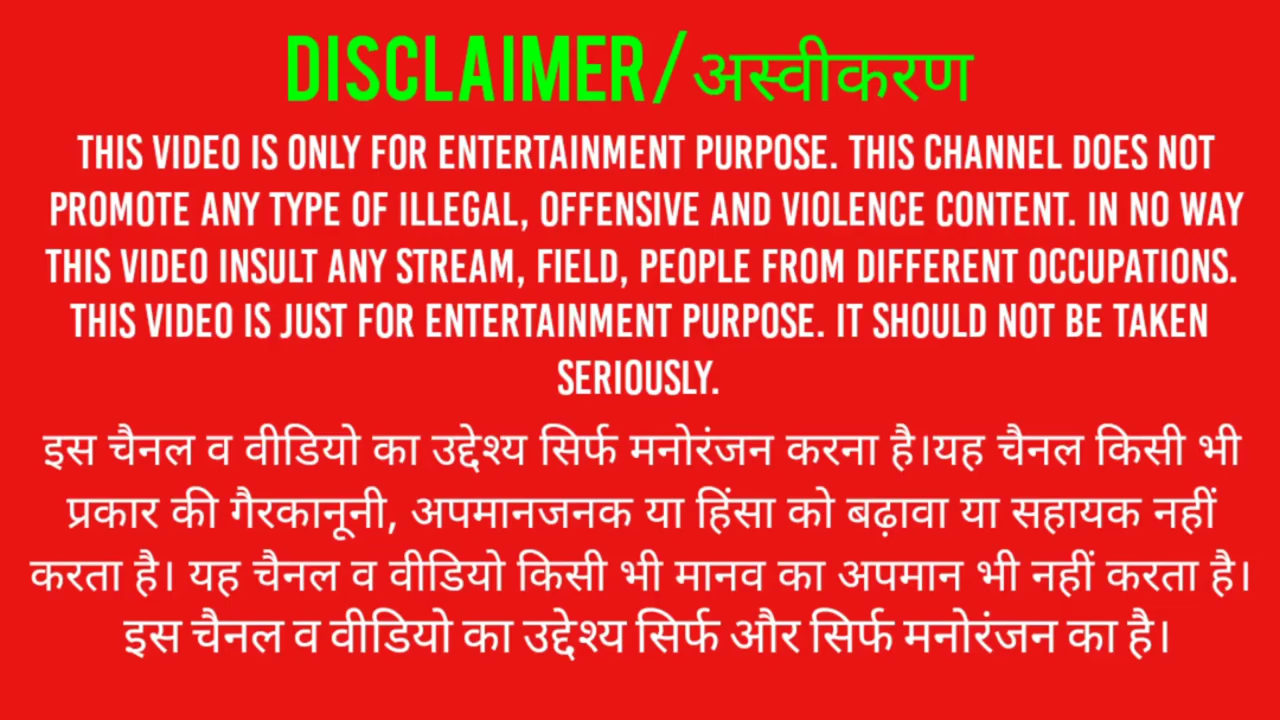 DISCLAIMER/अस्वीकरण
THIS VIDEO IS ONLY FOR ENTERTAINMENT PURPOSE. THIS CHANNEL DOES NOT
PROMOTE ANY TYPE OF ILLEGAL, OFFENSIVE AND VIOLENCE CONTENT. IN NO WAY
THIS VIDEO INSULT ANY STREAM, FIELD, PEOPLE FROM DIFFERENT OCCUPATIONS.
THIS VIDEO IS JUST FOR ENTERTAINMENT PURPOSE. IT SHOULD NOT BE TAKEN
SERIOUSLY.
इस चैनल व वीडियो का उद्देश्य सिर्फ मनोरंजन करना है।यह चैनल किसी भी
प्रकार की गैरकानूनी, अपमानजनक या हिंसा को बढ़ावा या सहायक नहीं
करता है। यह चैनल व वीडियो किसी भी मानव का अपमान भी नहीं करता है।
इस चैनल व वीडियो का उद्देश्य सिर्फ और सिर्फ मनोरंजन का है।